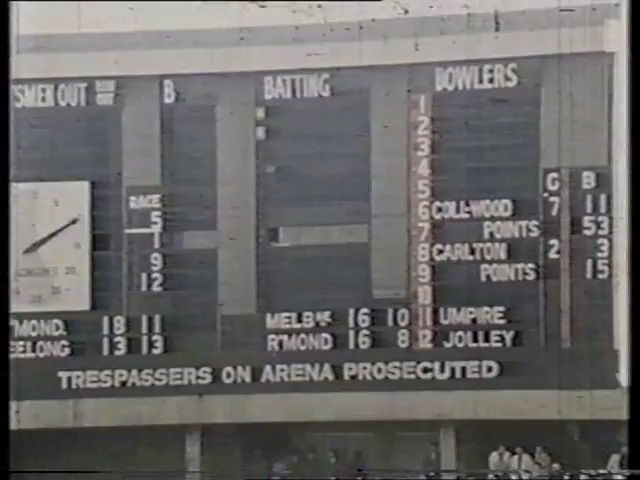 TSMEN OUT B BATTING BOWLERS
1
2
3
4
5
6 COLL-WOOD 7 11
7 POINTS 53
8 CARLTON 2 3
9 POINTS 15
10
11 UMPIRE
12 JOLLEY
G B
RACE
5
1
9
12
LONGINES
'MOND. 18 11
EELONG 13 13
MELBNE 16 10
R'MOND 16 8
TRESPASSERS ON ARENA PROSECUTED